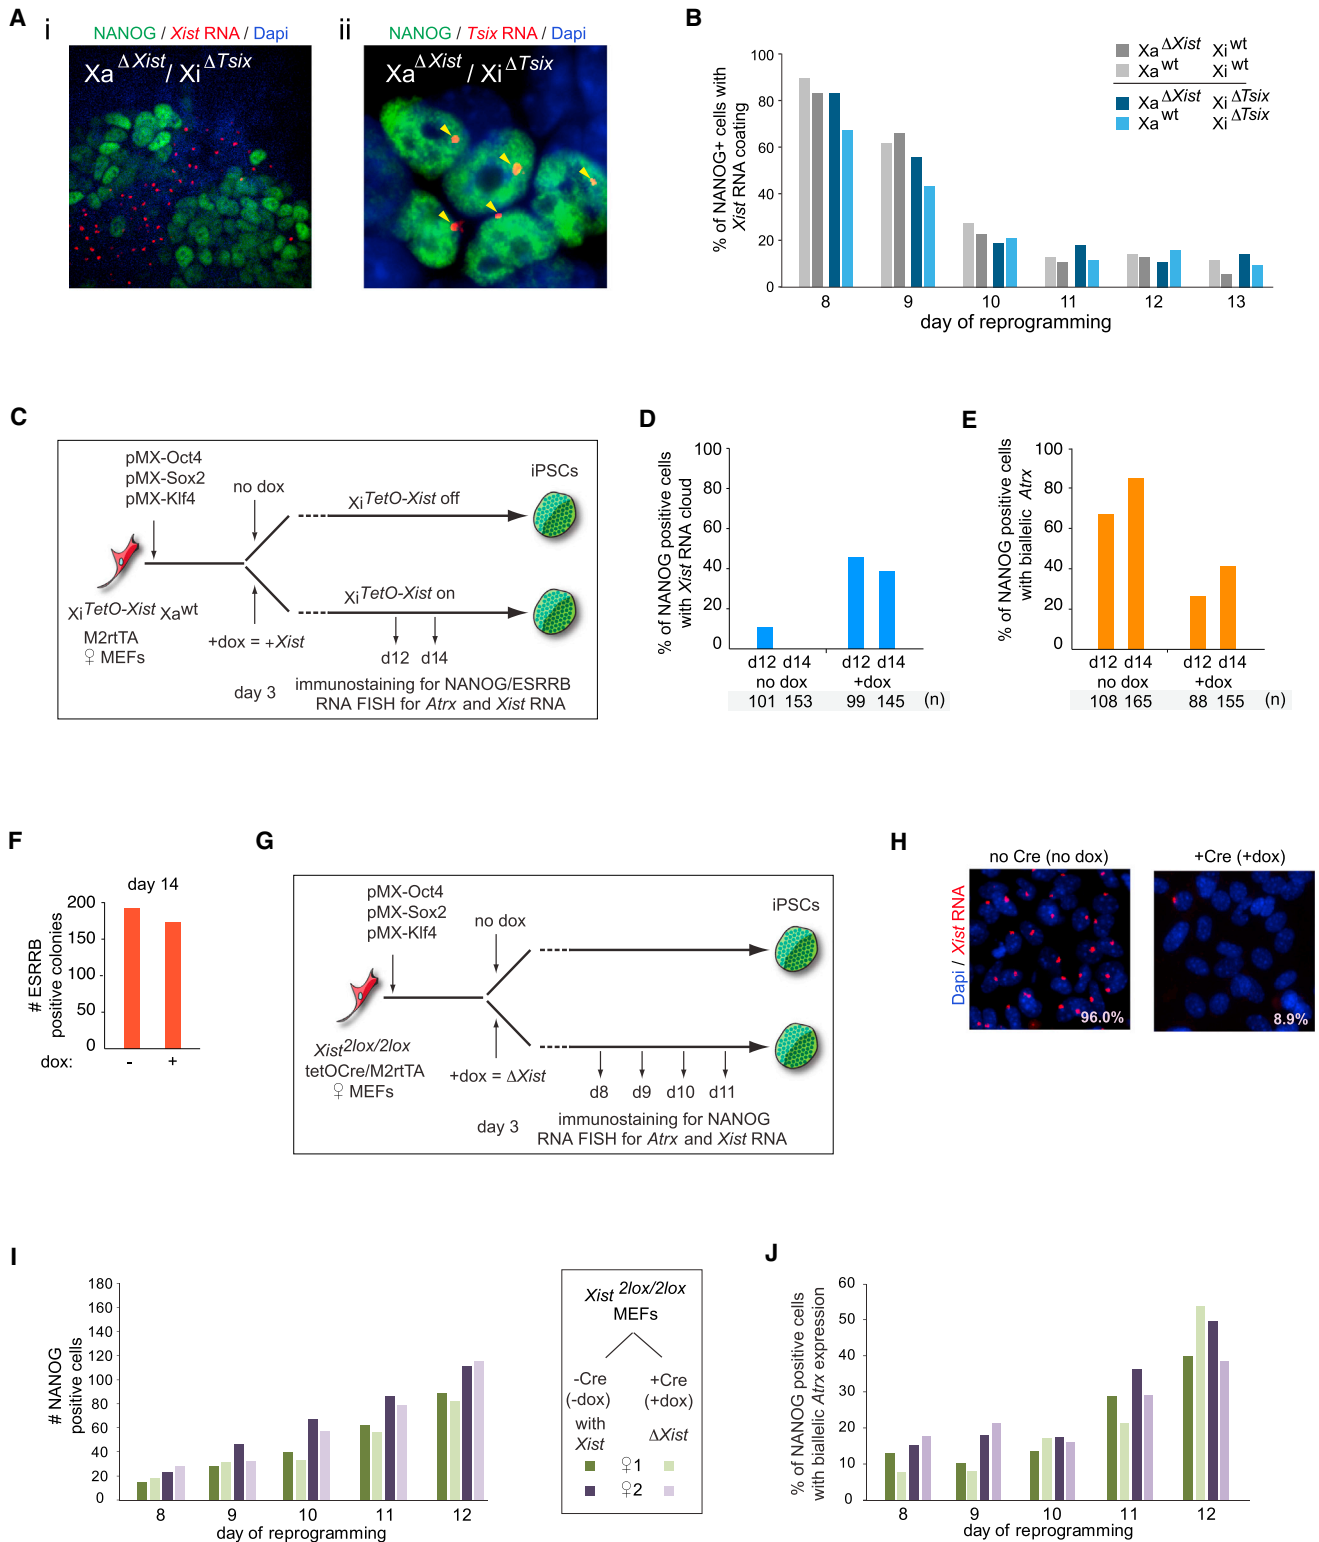 A
i
NANOG / Xist RNA / Dapi
Xa ΔXist / Xi ΔTsix
ii
NANOG / Tsix RNA / Dapi
Xa ΔXist / Xi ΔTsix
B
% of NANOG+ cells with
Xist RNA coating
100
80
60
40
20
0
8 9 10 11 12 13
day of reprogramming
Xa ΔXist Xi wt
Xa wt Xi wt
Xa ΔXist Xi ΔTsix
Xa wt Xi ΔTsix
C
pMX-Oct4
pMX-Sox2
pMX-Klf4
no dox
Xi TetO-Xist off
iPSCs
Xi TetO-Xist Xa wt
M2rtTA
♀ MEFs
+dox = +Xist
Xi TetO-Xist on
d12 d14
day 3
immunostaining for NANOG/ESRRB
RNA FISH for Atrx and Xist RNA
D
% of NANOG positive cells
with Xist RNA cloud
100
80
60
40
20
0
d12 d14 d12 d14
no dox +dox
101 153 99 145 (n)
E
% of NANOG positive cells
with biallelic Atrx
100
80
60
40
20
0
d12 d14 d12 d14
no dox +dox
108 165 88 155 (n)
F
day 14
# ESRRB
positive colonies
200
150
100
50
0
dox: - +
G
pMX-Oct4
pMX-Sox2
pMX-Klf4
no dox
iPSCs
Xist 2lox/2lox
tetOCre/M2rtTA
♀ MEFs
+dox = ΔXist
d8 d9 d10 d11
day 3
immunostaining for NANOG
RNA FISH for Atrx and Xist RNA
H
no Cre (no dox)
+Cre (+dox)
Dapi / Xist RNA
96.0%
8.9%
I
# NANOG
positive cells
180
160
140
120
100
80
60
40
20
0
8 9 10 11 12
day of reprogramming
Xist 2lox/2lox
MEFs
-Cre +Cre
(-dox) (+dox)
with
Xist
ΔXist
♀1
♀2
J
% of NANOG positive cells
with biallelic Atrx expression
60
50
40
30
20
10
0
8 9 10 11 12
day of reprogramming